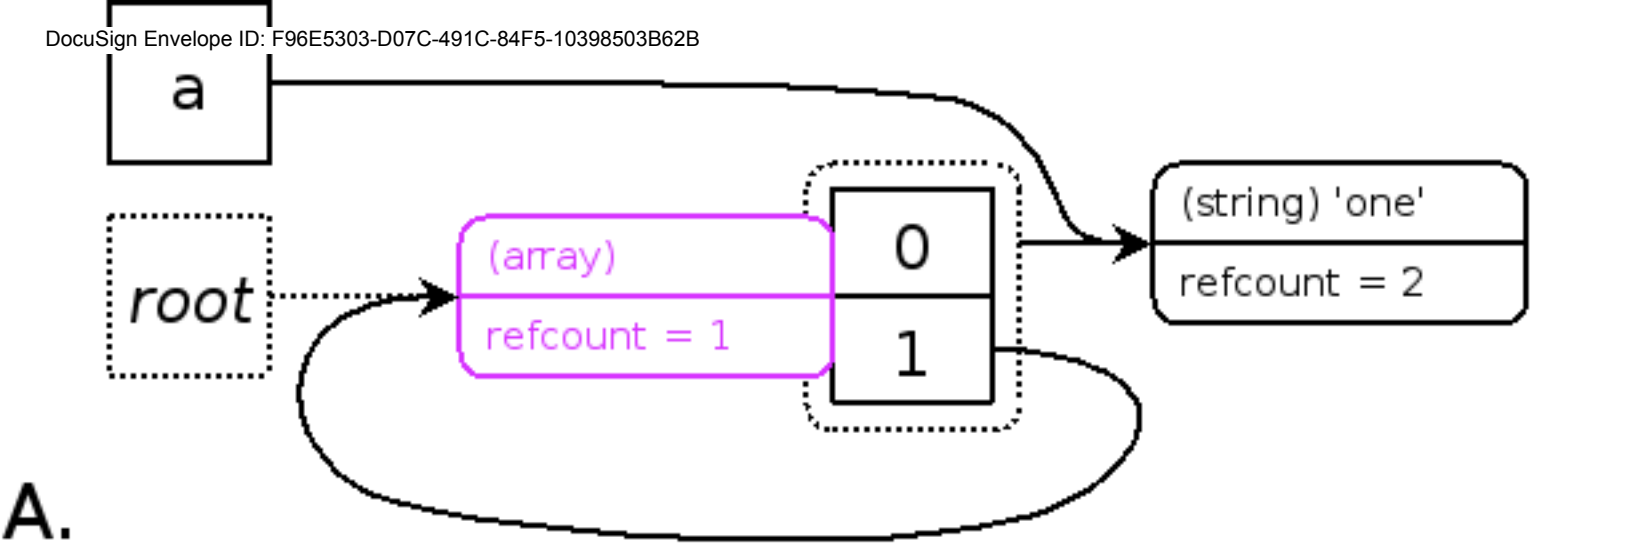 DocuSign Envelope ID: F96E5303-D07C-491C-84F5-10398503B62B
a
(string) 'one'
refcount = 2
root
(array)
refcount = 1
0
1
A.